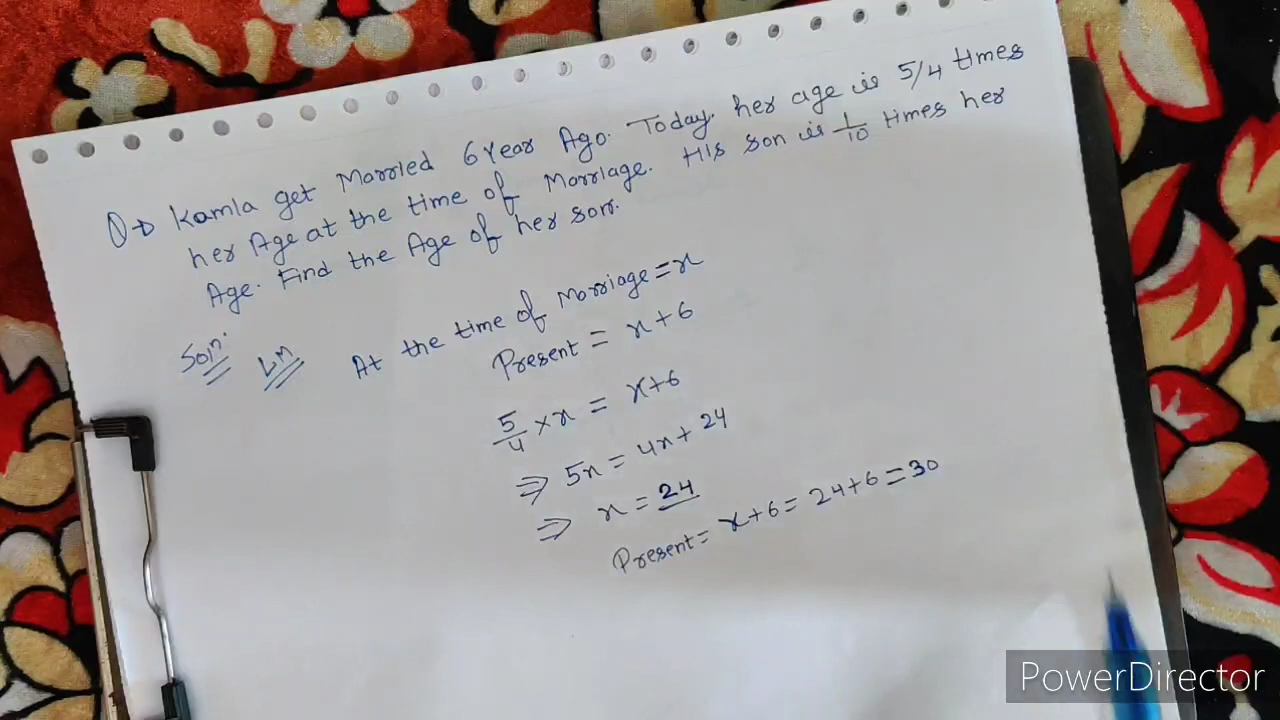 Q→ Kamla get Married 6 Year Ago. Today. her age is 5/4 times
her Age at the time of Marriage. His son is 1/10 times her
Age. Find the Age of her son.
Soln. Let At the time of Marriage = x
Present = x+6
5/4 × x = x+6
⇒ 5x = 4x + 24
⇒ x = 24
Present = x+6 = 24+6 = 30
PowerDirector